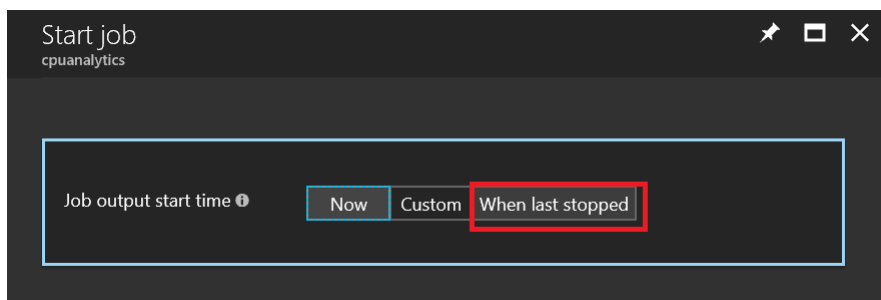 Start job
cpuanalytics
Job output start time
Now Custom When last stopped